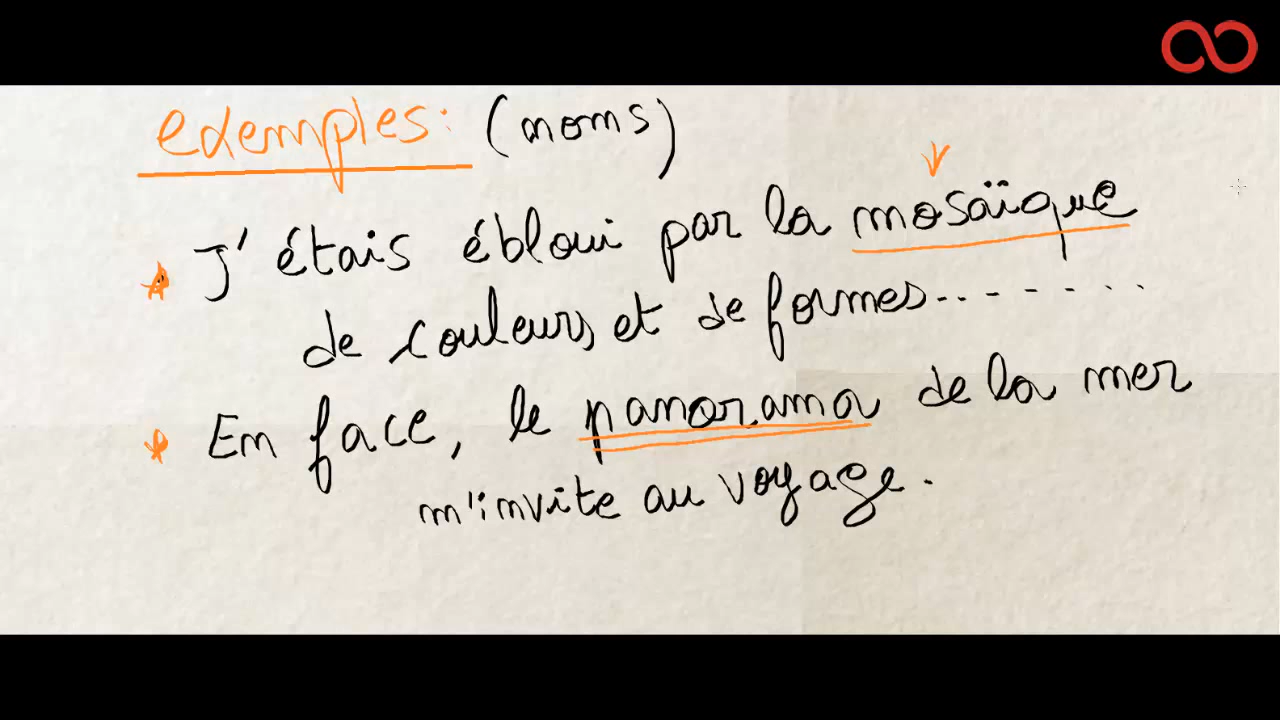 exemples: (noms)
J'étais ébloui par la mosaïque
de couleurs et de formes........
En face, le panorama de la mer
m'invite au voyage.